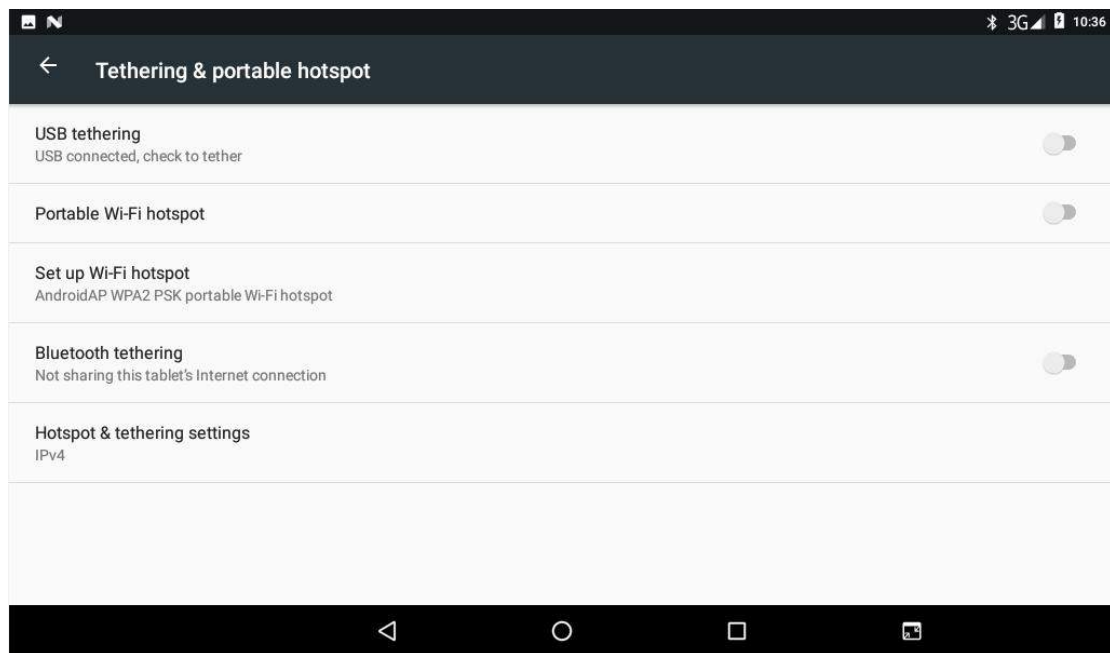 3G 10:36
Tethering & portable hotspot
USB tethering
USB connected, check to tether
Portable Wi-Fi hotspot
Set up Wi-Fi hotspot
AndroidAP WPA2 PSK portable Wi-Fi hotspot
Bluetooth tethering
Not sharing this tablet's Internet connection
Hotspot & tethering settings
IPv4